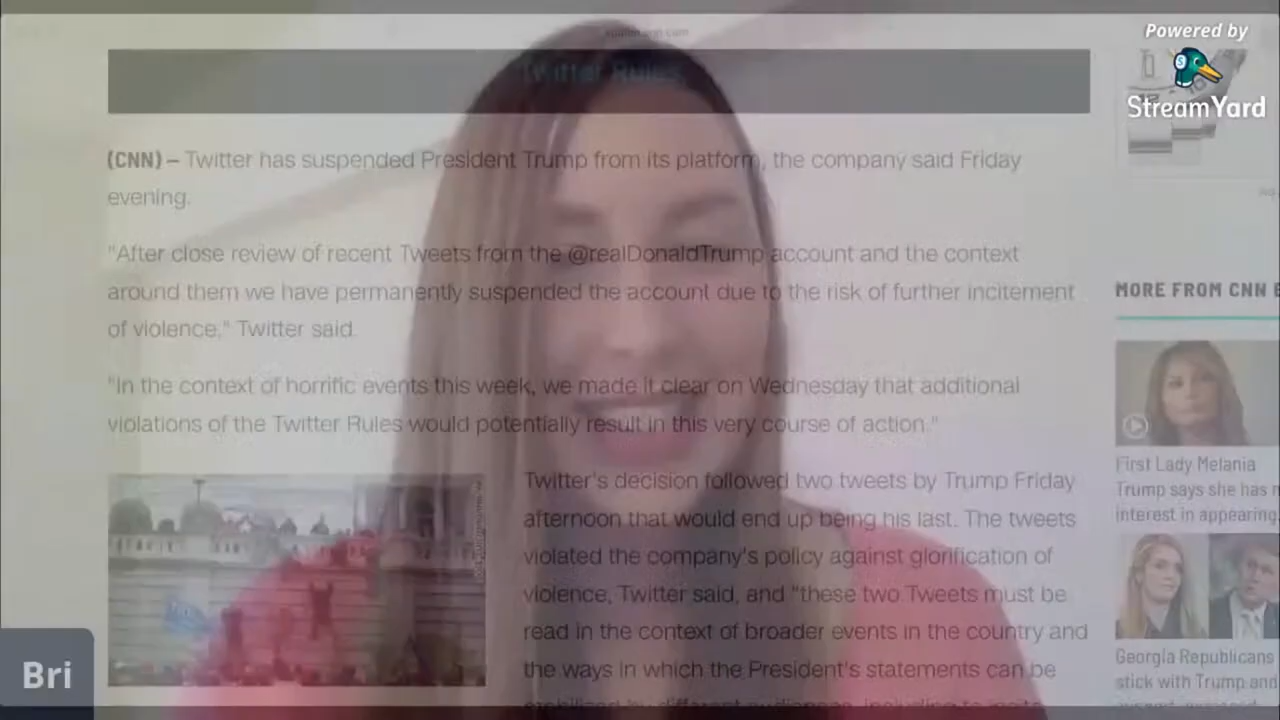 Powered by
StreamYard
Twitter Rules
(CNN) – Twitter has suspended President Trump from its platform, the company said Friday
evening.
"After close review of recent Tweets from the @realDonaldTrump account and the context
around them we have permanently suspended the account due to the risk of further incitement
of violence," Twitter said.
"In the context of horrific events this week, we made it clear on Wednesday that additional
violations of the Twitter Rules would potentially result in this very course of action."
Twitter's decision followed two tweets by Trump Friday
afternoon that would end up being his last. The tweets
violated the company's policy against glorification of
violence, Twitter said, and "these two Tweets must be
read in the context of broader events in the country and
the ways in which the President's statements can be
MORE FROM CNN
First Lady Melania
Trump says she has
interest in appearing
Georgia Republicans
stick with Trump and
Bri